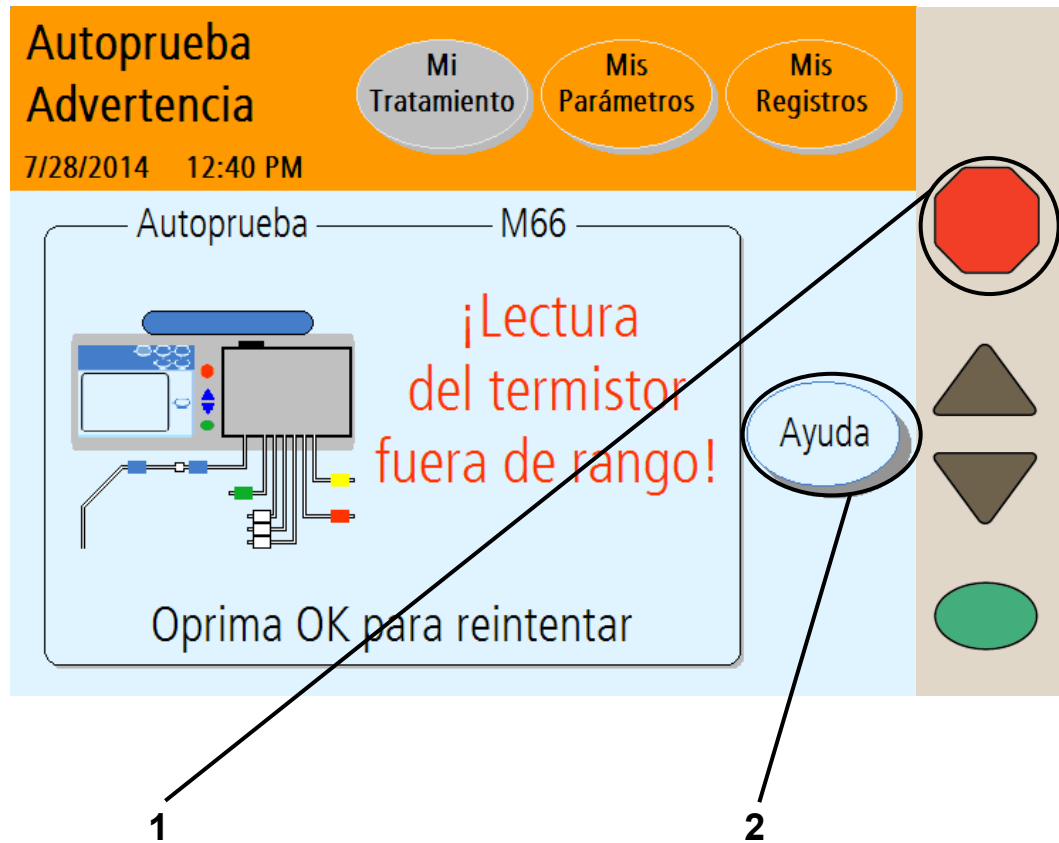 Autoprueba
Advertencia
7/28/2014 12:40 PM
Mi
Tratamiento
Mis
Parámetros
Mis
Registros
Autoprueba M66
¡Lectura
del termistor
fuera de rango!
Ayuda
Oprima OK para reintentar
1 2